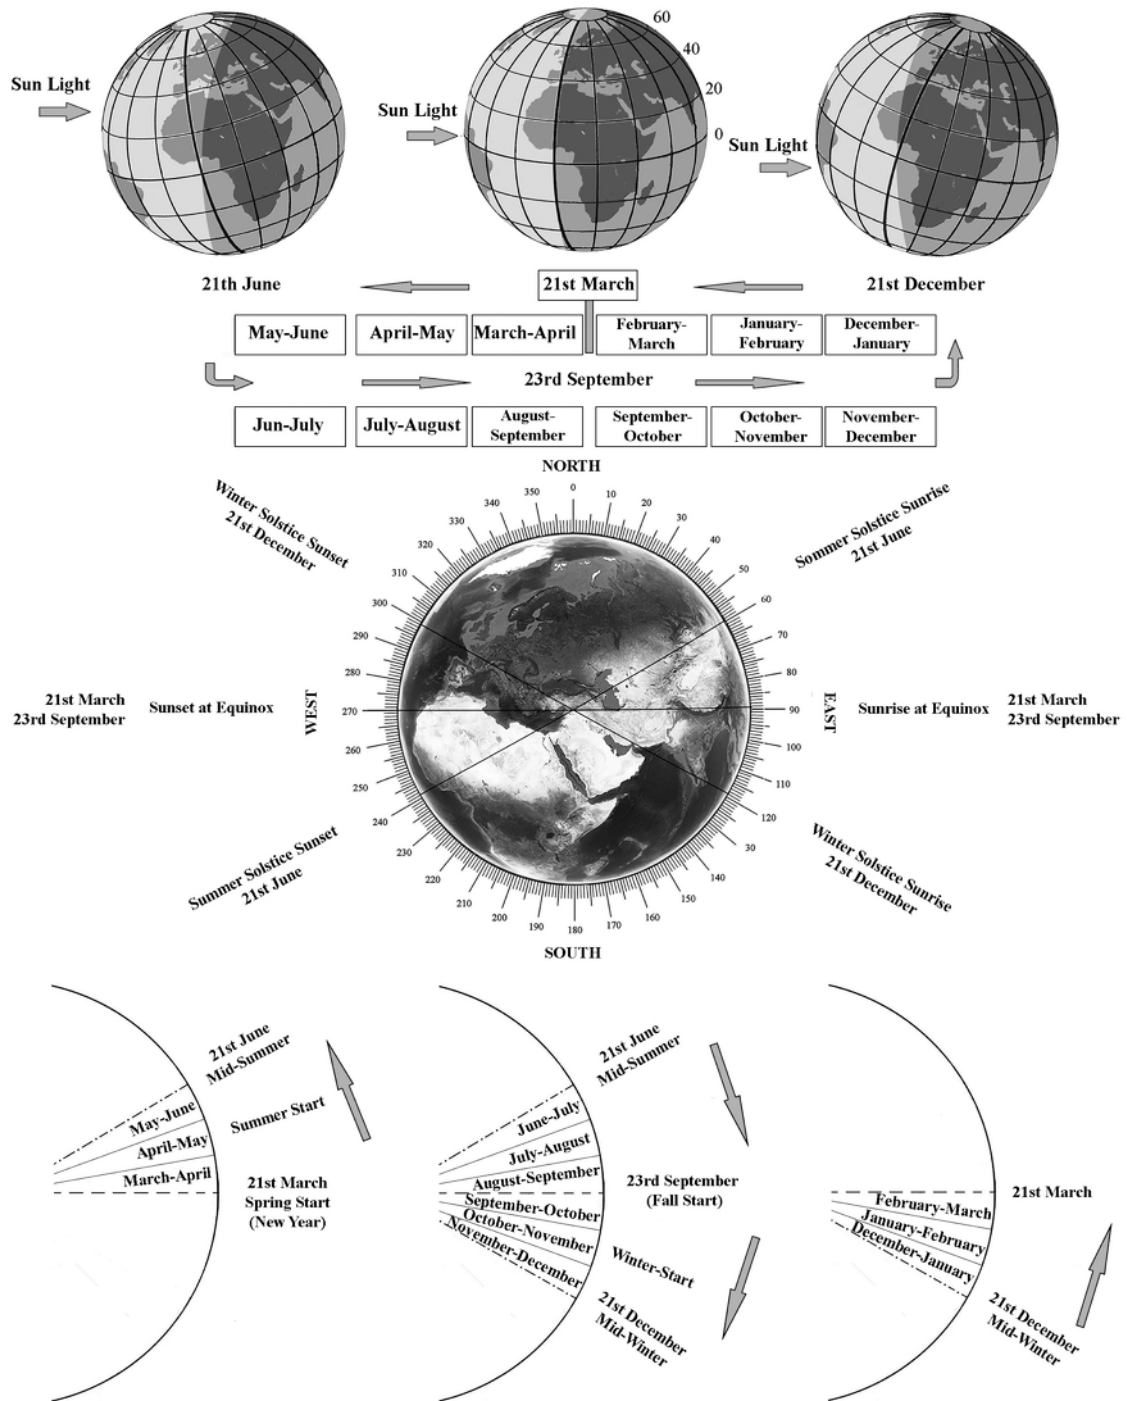 Sun Light
Sun Light
Sun Light
60
40
20
0
21th June
21st March
21st December
May-June
April-May
March-April
February-
March
January-
February
December-
January
23rd September
Jun-July
July-August
August-
September
September-
October
October-
November
November-
December
NORTH
Winter Solstice Sunset
21st December
Sommer Solstice Sunrise
21st June
0
10
20
30
40
50
60
70
80
90
100
110
120
30
140
150
160
170
180
190
200
210
220
230
240
250
260
270
280
290
300
310
320
330
340
350
21st March
23rd September
Sunset at Equinox
WEST
EAST
Sunrise at Equinox
21st March
23rd September
Summer Solstice Sunset
21st June
Winter Solstice Sunrise
21st December
SOUTH
21st June
Mid-Summer
May-June
Summer Start
April-May
March-April
21st March
Spring Start
(New Year)
21st June
Mid-Summer
June-July
July-August
August-September
23rd September
(Fall Start)
September-October
October-November
November-December
Winter-Start
21st December
Mid-Winter
21st March
February-March
January-February
December-January
21st December
Mid-Winter